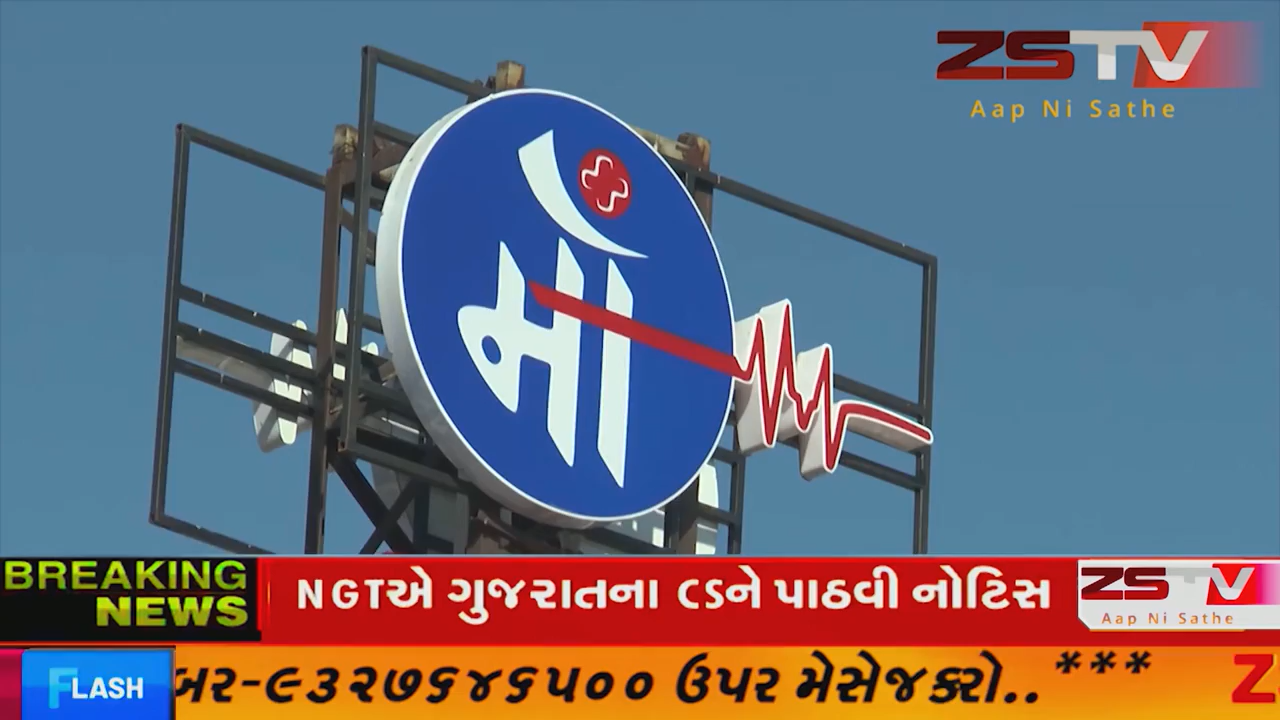 ZSTV
Aap Ni Sathe
માઁ
BREAKING
NEWS
NGTએ ગુજરાતના CSને પાઠવી નોટિસ
ZSTV
Aap Ni Sathe
FLASH
બર-૯૩૨૭૬૪૬૫૦૦ ઉપર મેસેજ કરો.. *** Z